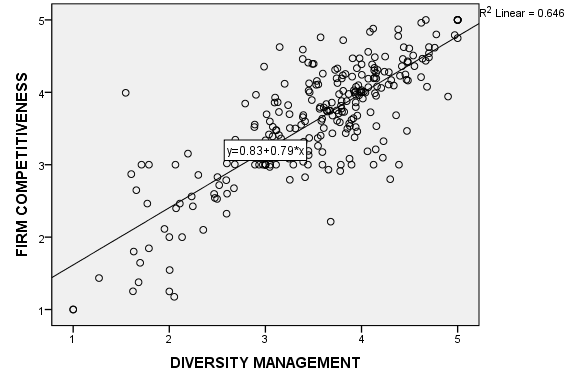 R² Linear = 0.646
FIRM COMPETITIVENESS
5
4
3
2
1
y=0.83+0.79*x
1 2 3 4 5
DIVERSITY MANAGEMENT